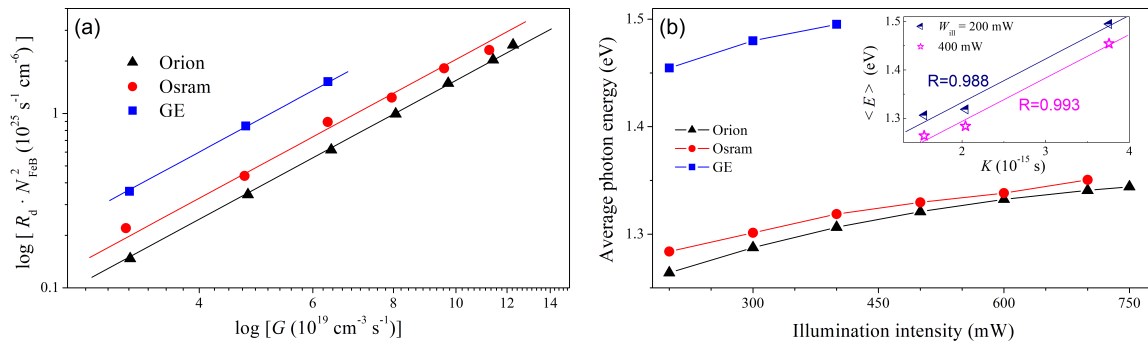 (a)
Orion
Osram
GE
1
0.1
4
6
8
10
12
14
log [ R_d · N²_FeB (10²⁵ s⁻¹ cm⁻⁶) ]
log [G (10¹⁹ cm⁻³ s⁻¹)]
(b)
1.5
1.4
1.3
300
450
600
750
Average photon energy (eV)
Illumination intensity (mW)
Orion
Osram
GE
W_ill = 200 mW
400 mW
R=0.988
R=0.993
1.5
1.4
1.3
2
3
4
< E > (eV)
K (10⁻¹⁵ s)